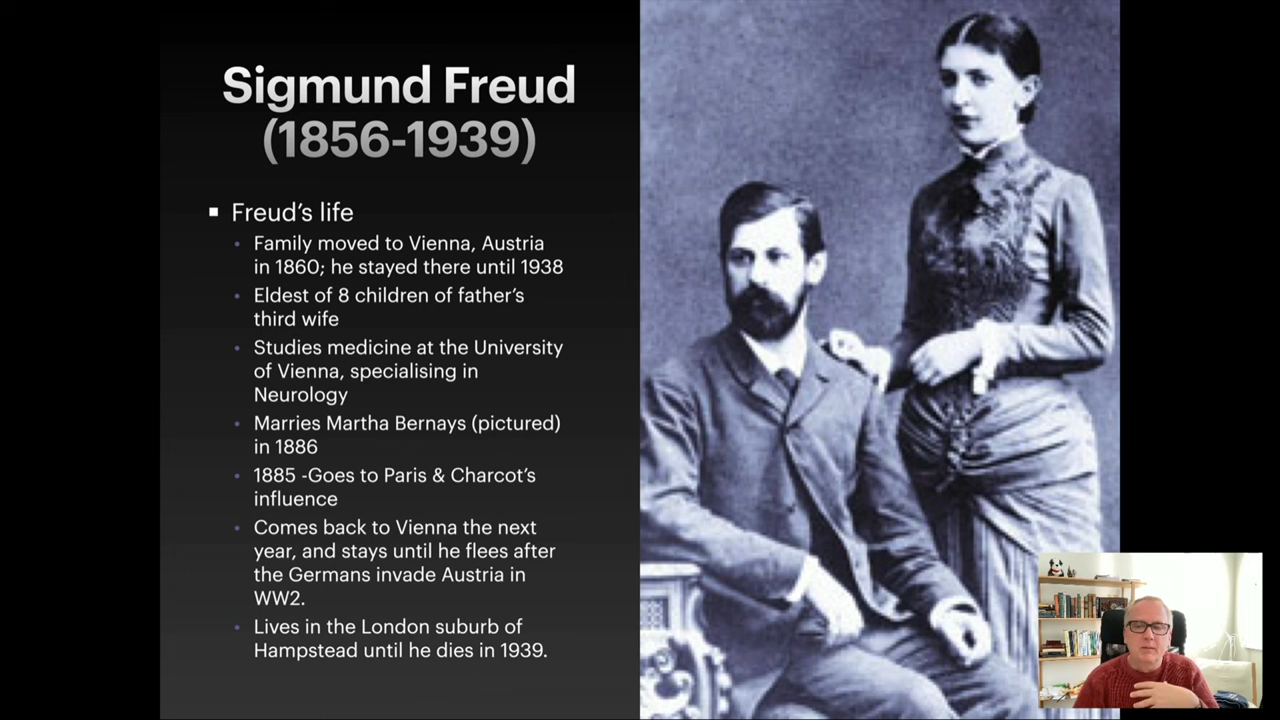 Sigmund Freud
(1856-1939)
Freud’s life
Family moved to Vienna, Austria
in 1860; he stayed there until 1938
Eldest of 8 children of father’s
third wife
Studies medicine at the University
of Vienna, specialising in
Neurology
Marries Martha Bernays (pictured)
in 1886
1885 -Goes to Paris & Charcot’s
influence
Comes back to Vienna the next
year, and stays until he flees after
the Germans invade Austria in
WW2.
Lives in the London suburb of
Hampstead until he dies in 1939.